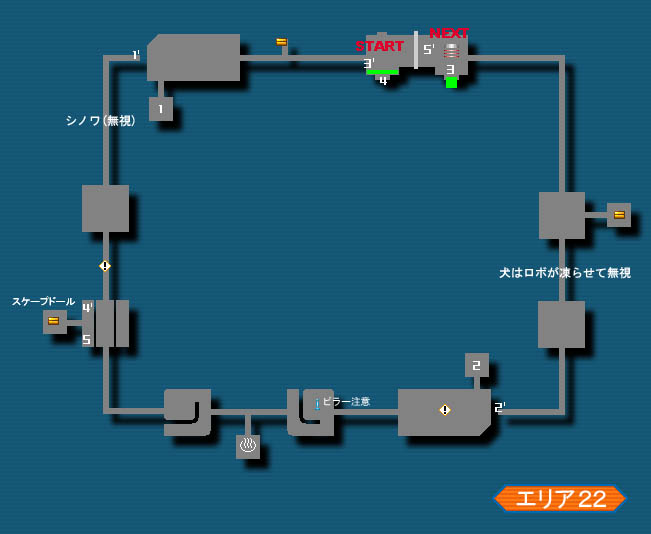 NEXT
START
1'
5'
3'
3
4
1
シノワ(無視)
犬はロボが凍らせて無視
スケープドール
4'
5
2
ピラー注意
2'
エリア22